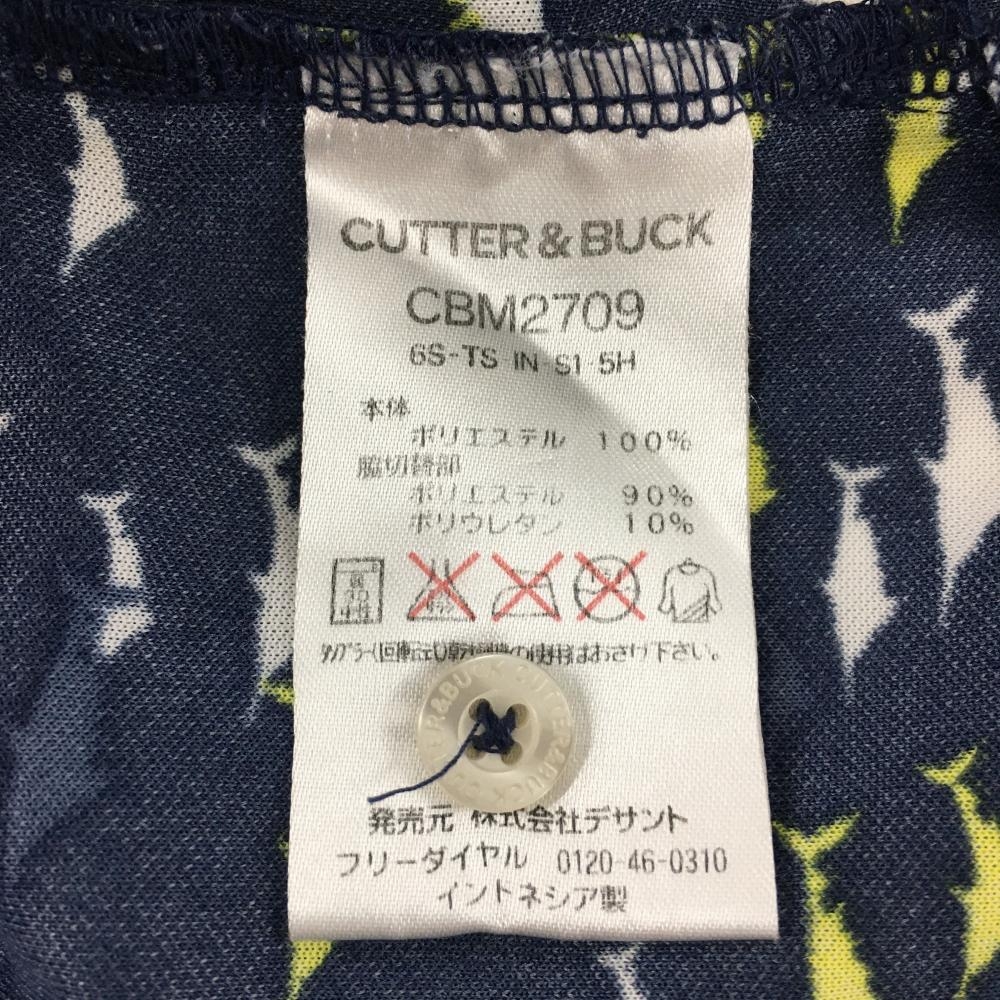 CUTTER & BUCK
CBM2709
6S-TS IN S1 5H
本体
ポリエステル 100%
脇切替部
ポリエステル 90%
ポリウレタン 10%
タンブラー(回転式)乾燥機の使用はおさけ下さい。
CUTTER&BUCK CUTTER&BUCK
発売元 株式会社デサント
フリーダイヤル 0120-46-0310
インドネシア製